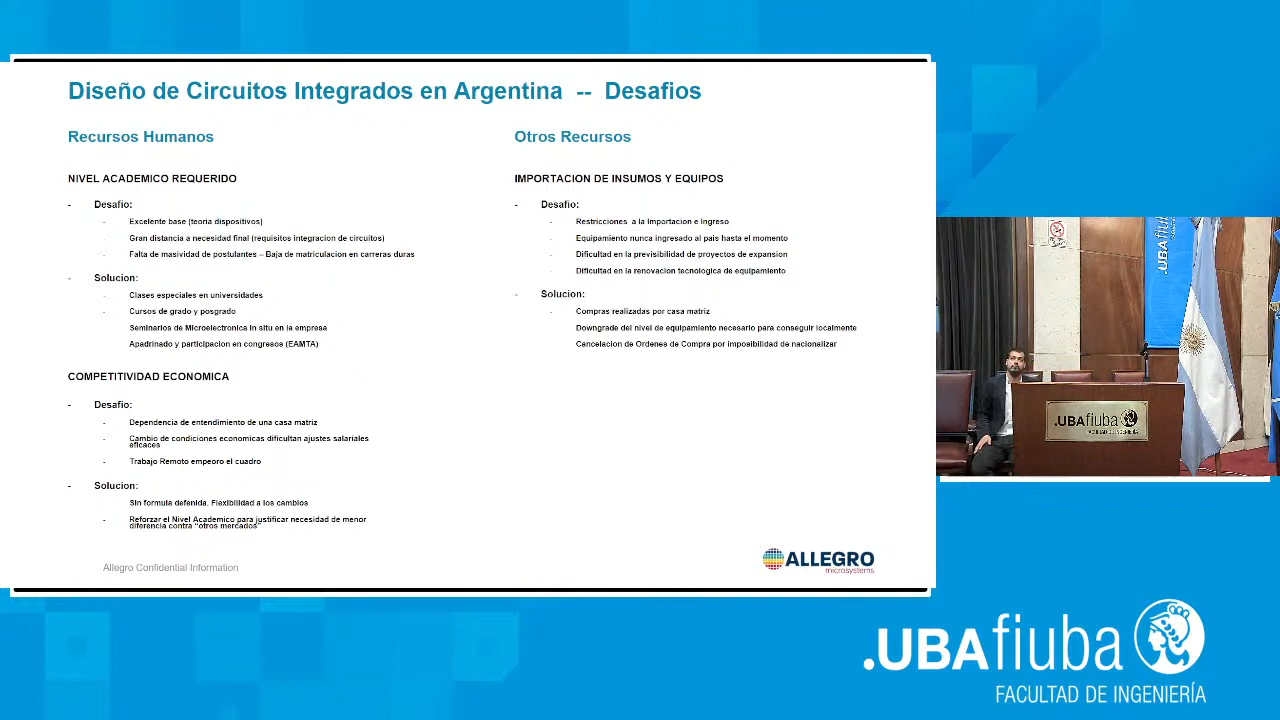 Diseño de Circuitos Integrados en Argentina -- Desafios
Recursos Humanos
NIVEL ACADEMICO REQUERIDO
- Desafio:
- Excelente base (teoria dispositivos)
- Gran distancia a necesidad final (requisitos integracion de circuitos)
- Falta de masividad de postulantes – Baja de matriculacion en carreras duras
- Solucion:
- Clases especiales en universidades
- Cursos de grado y posgrado
Seminarios de Microelectronica in situ en la empresa
Apadrinado y participacion en congresos (EAMTA)
COMPETITIVIDAD ECONOMICA
- Desafio:
- Dependencia de entendimiento de una casa matriz
- Cambio de condiciones economicas dificultan ajustes salariales
eficaces
- Trabajo Remoto empeoro el cuadro
- Solucion:
Sin formula defenida. Flexibilidad a los cambios
- Reforzar el Nivel Academico para justificar necesidad de menor
diferencia contra “otros mercados”
Otros Recursos
IMPORTACION DE INSUMOS Y EQUIPOS
- Desafio:
- Restricciones a la Importacion e Ingreso
- Equipamiento nunca ingresado al pais hasta el momento
- Dificultad en la previsibilidad de proyectos de expansion
- Dificultad en la renovacion tecnologica de equipamiento
- Solucion:
- Compras realizadas por casa matriz
Downgrade del nivel de equipamiento necesario para conseguir localmente
Cancelacion de Ordenes de Compra por imposibilidad de nacionalizar
Allegro Confidential Information
ALLEGRO
microsystems
.UBAfiuba
.UBAfiuba
FACULTAD DE INGENIERÍA
.UBAfiuba
FACULTAD DE INGENIERÍA